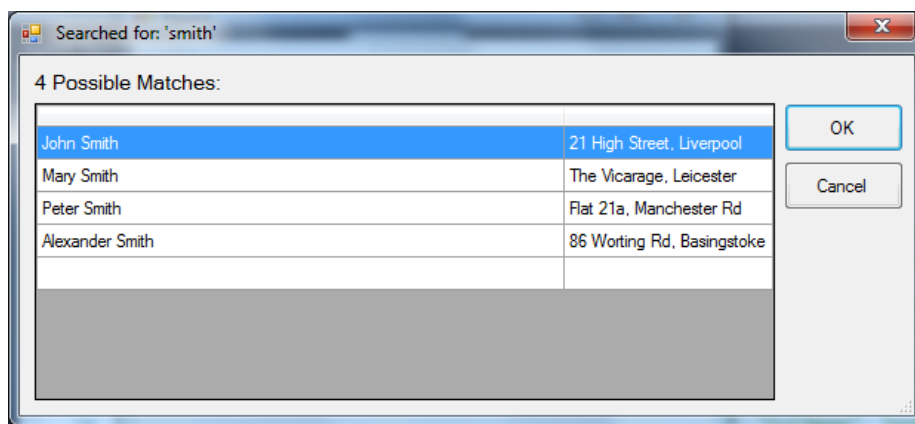 Searched for: 'smith'
4 Possible Matches:
John Smith 21 High Street, Liverpool
Mary Smith The Vicarage, Leicester
Peter Smith Flat 21a, Manchester Rd
Alexander Smith 86 Worting Rd, Basingstoke
OK
Cancel